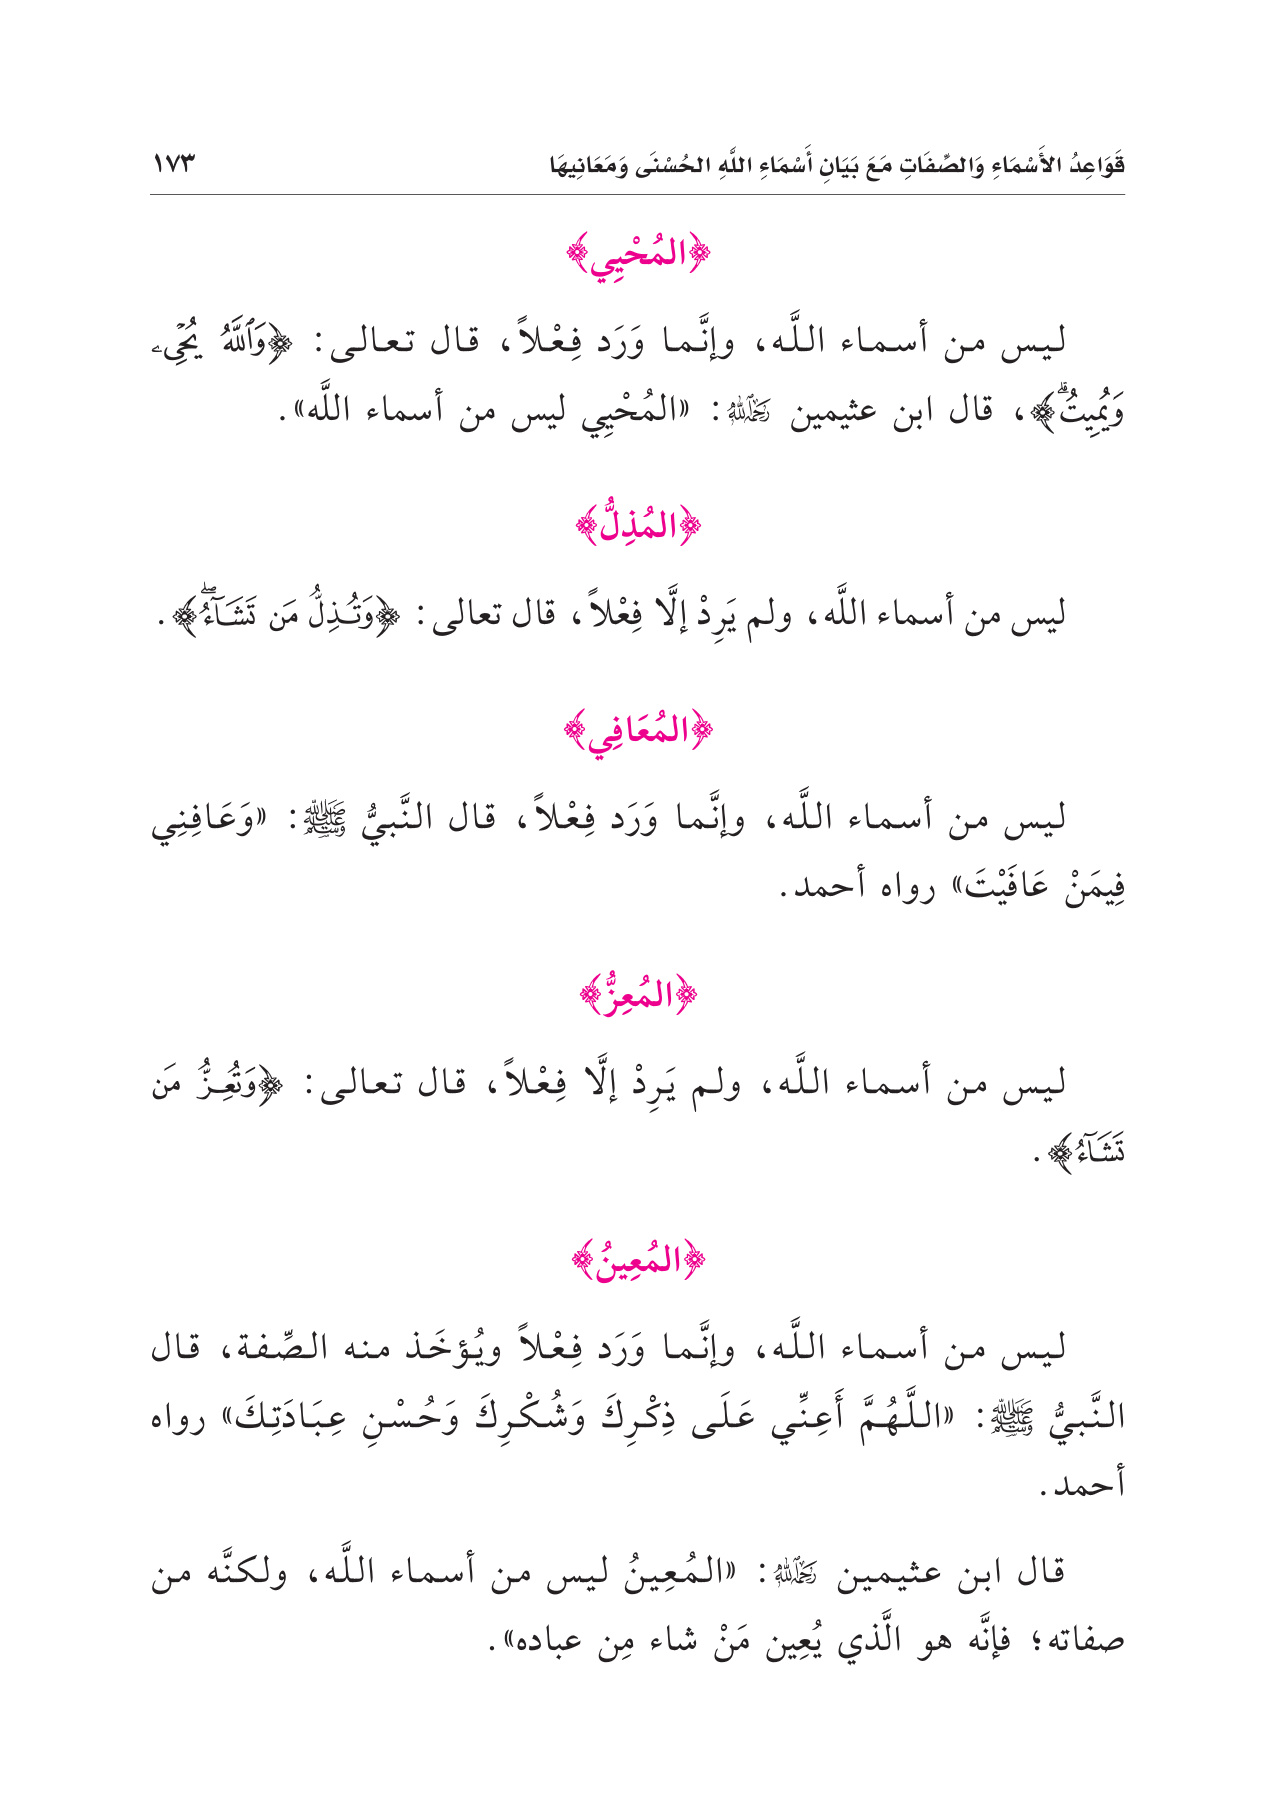 قَوَاعِدُ الأَسْمَاءِ وَالصِّفَاتِ مَعَ بَيَانِ أَسْمَاءِ اللَّهِ الحُسْنَى وَمَعَانِيهَا ١٧٣
﴿المُحْيِي﴾
ليس من أسماء اللَّه، وإنَّما وَرَد فِعْلاً، قال تعالى: ﴿وَٱللَّهُ يُحْىِۦ
وَيُمِيتُۗ﴾، قال ابن عثيمين رحمه الله: «المُحْيِي ليس من أسماء اللَّه».
﴿المُذِلُّ﴾
ليس من أسماء اللَّه، ولم يَرِدْ إلَّا فِعْلاً، قال تعالى: ﴿وَتُذِلُّ مَن تَشَآءُۖ﴾.
﴿المُعَافِي﴾
ليس من أسماء اللَّه، وإنَّما وَرَد فِعْلاً، قال النَّبيُّ ﷺ: «وَعَافِنِي
فِيمَنْ عَافَيْتَ» رواه أحمد.
﴿المُعِزُّ﴾
ليس من أسماء اللَّه، ولم يَرِدْ إلَّا فِعْلاً، قال تعالى: ﴿وَتُعِزُّ مَن
تَشَآءُ﴾.
﴿المُعِينُ﴾
ليس من أسماء اللَّه، وإنَّما وَرَد فِعْلاً ويُؤخَذ منه الصِّفة، قال
النَّبيُّ ﷺ: «اللَّهُمَّ أَعِنِّي عَلَى ذِكْرِكَ وَشُكْرِكَ وَحُسْنِ عِبَادَتِكَ» رواه
أحمد.
قال ابن عثيمين رحمه الله: «المُعِينُ ليس من أسماء اللَّه، ولكنَّه من
صفاته؛ فإنَّه هو الَّذي يُعِين مَنْ شاء مِن عباده».